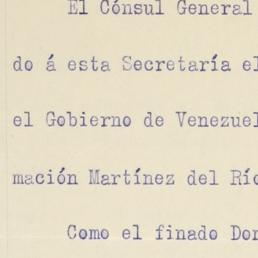 El Cónsul General
do á esta Secretaría el
el Gobierno de Venezuel
mación Martínez del Río
Como el finado Don